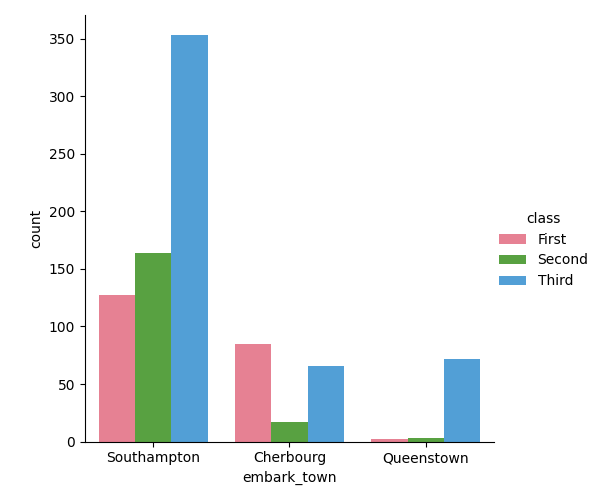 350
300
250
200
150
100
50
0
count
Southampton Cherbourg Queenstown
embark_town
class
First
Second
Third